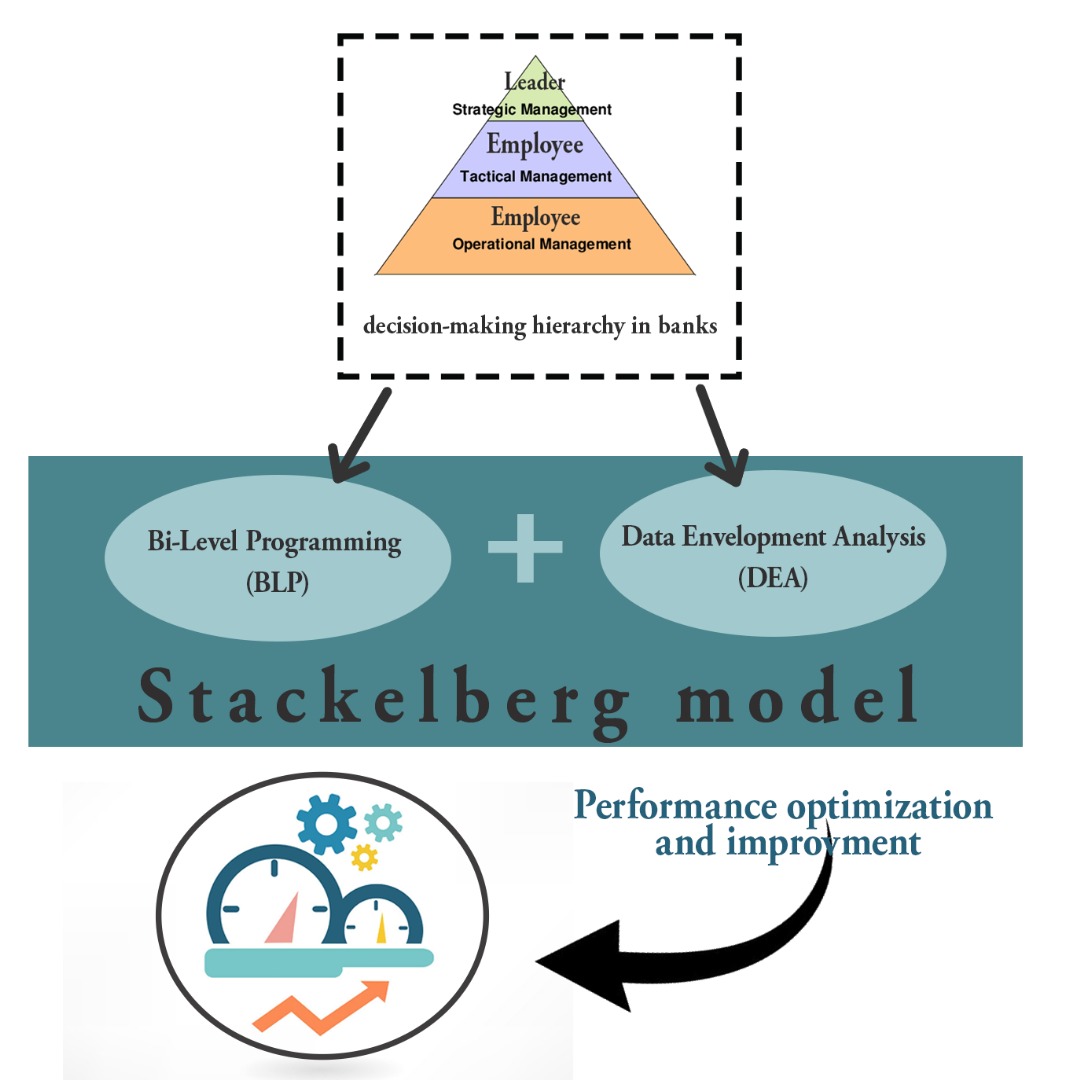 Leader
Strategic Management
Employee
Tactical Management
Employee
Operational Management
decision-making hierarchy in banks
Bi-Level Programming
(BLP)
+
Data Envelopment Analysis
(DEA)
Stackelberg model
Performance optimization
and improvment